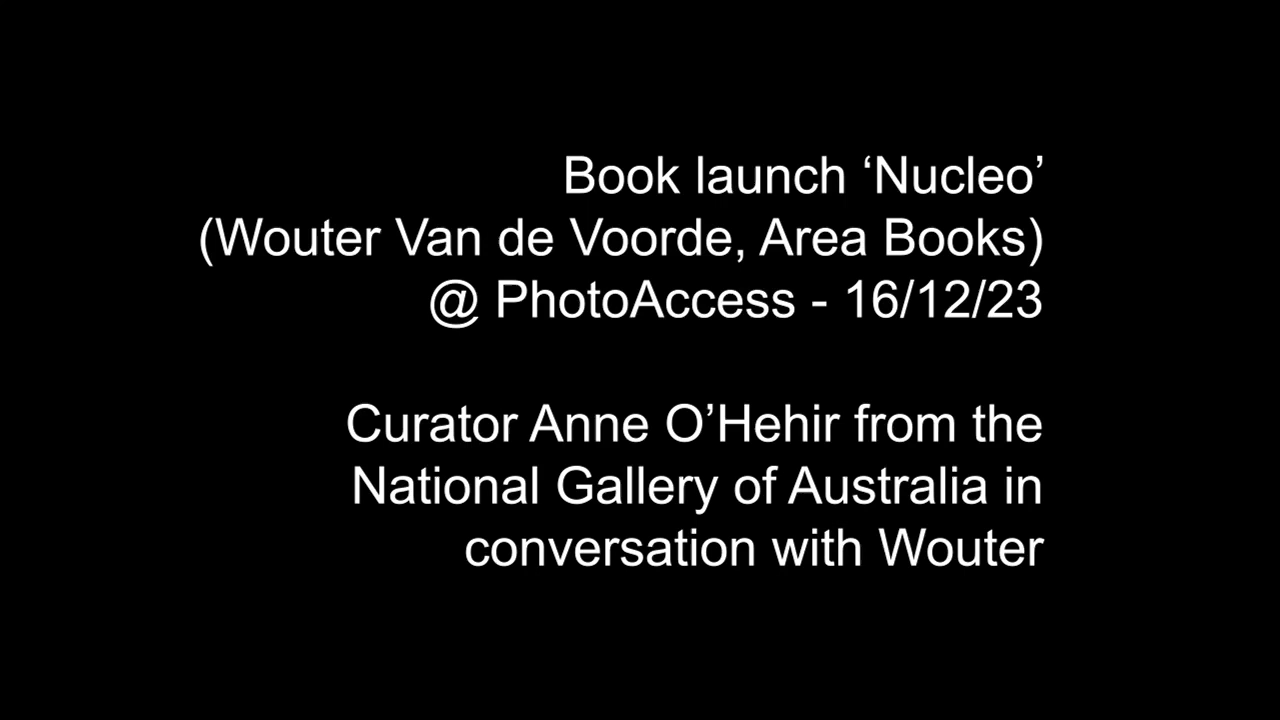 Book launch ‘Nucleo’
(Wouter Van de Voorde, Area Books)
@ PhotoAccess - 16/12/23
Curator Anne O’Hehir from the
National Gallery of Australia in
conversation with Wouter